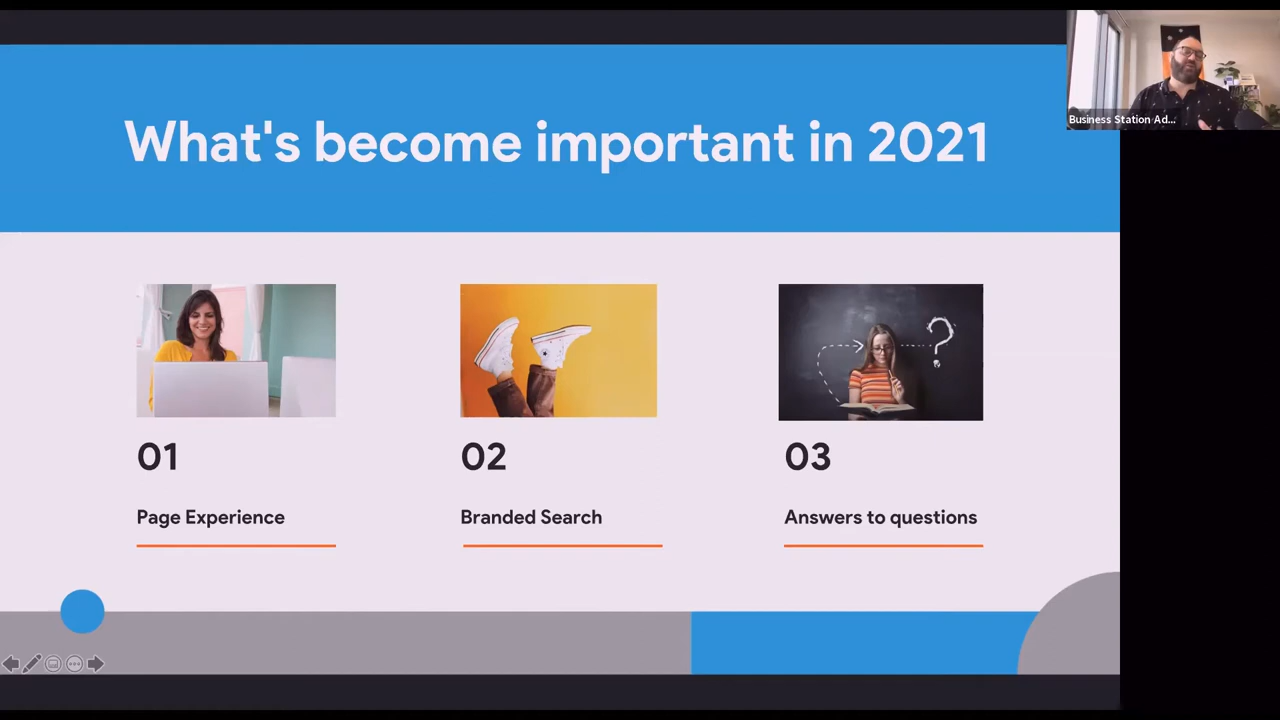 What's become important in 2021
Business Station Ad...
01
02
03
Page Experience
Branded Search
Answers to questions